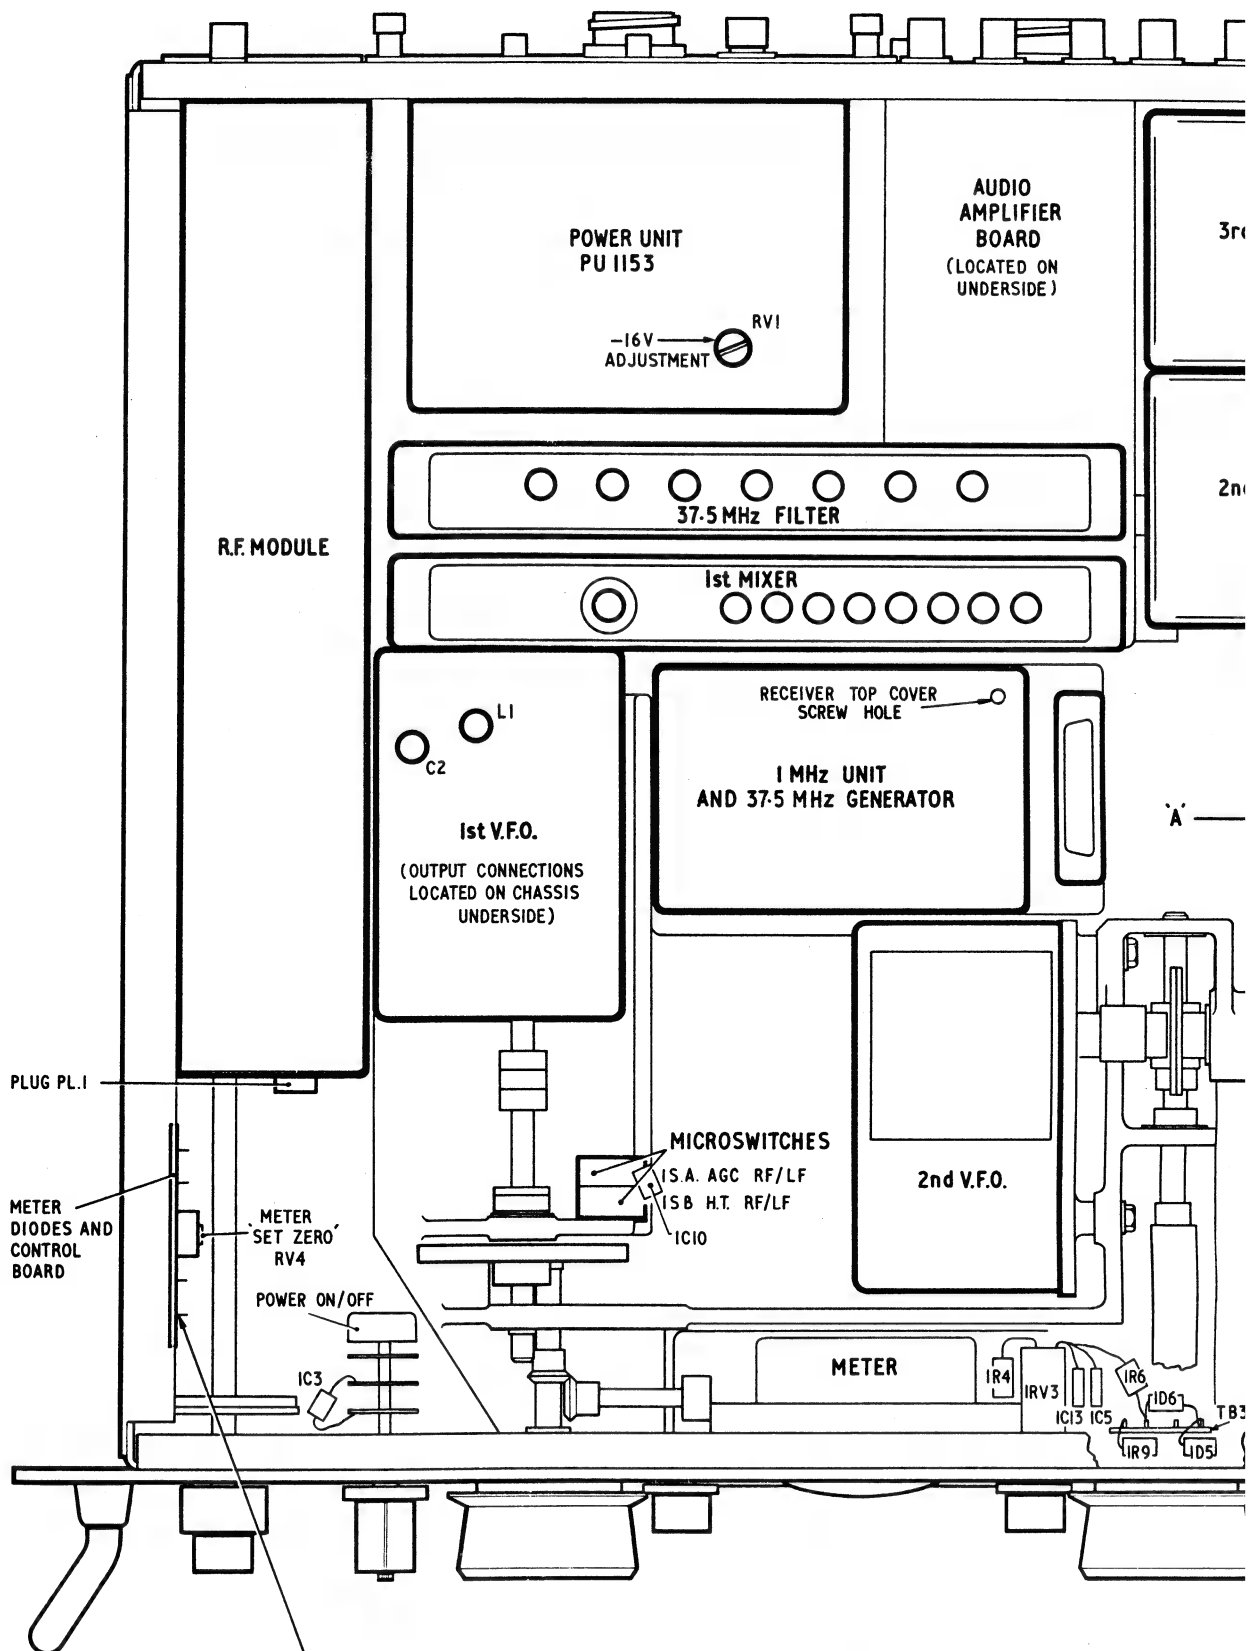 POWER UNIT
PU 1153
-16V
ADJUSTMENT
RV1
AUDIO
AMPLIFIER
BOARD
(LOCATED ON
UNDERSIDE)
3rd
2nd
37·5 MHz FILTER
R.F. MODULE
1st MIXER
RECEIVER TOP COVER
SCREW HOLE
L1
C2
1 MHz UNIT
AND 37·5 MHz GENERATOR
'A'
1st V.F.O.
(OUTPUT CONNECTIONS
LOCATED ON CHASSIS
UNDERSIDE)
PLUG PL.1
MICROSWITCHES
1S.A. AGC RF/LF
1SB H.T. RF/LF
1C10
2nd V.F.O.
METER
DIODES AND
CONTROL
BOARD
METER
'SET ZERO'
RV4
POWER ON/OFF
1C3
METER
1R4
1RV3
1C13
1C5
1R6
1D6
TB3
1R9
1D5